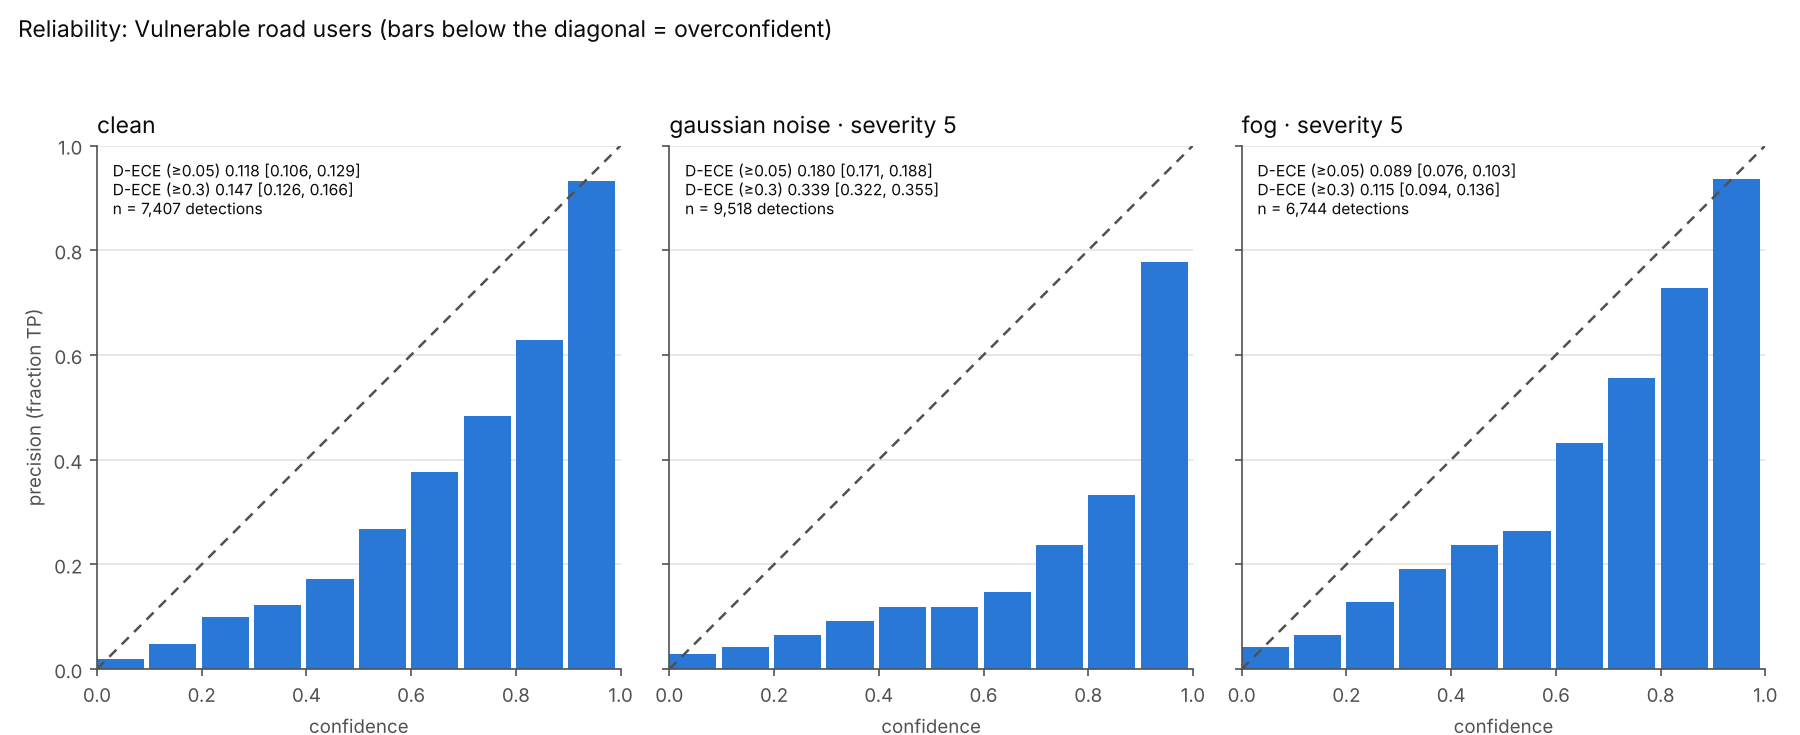 Reliability: Vulnerable road users (bars below the diagonal = overconfident)
clean
D-ECE (≥0.05) 0.118 [0.106, 0.129]
D-ECE (≥0.3) 0.147 [0.126, 0.166]
n = 7,407 detections
precision (fraction TP)
1.0
0.8
0.6
0.4
0.2
0.0
0.0 0.2 0.4 0.6 0.8 1.0
confidence
gaussian noise · severity 5
D-ECE (≥0.05) 0.180 [0.171, 0.188]
D-ECE (≥0.3) 0.339 [0.322, 0.355]
n = 9,518 detections
0.0 0.2 0.4 0.6 0.8 1.0
confidence
fog · severity 5
D-ECE (≥0.05) 0.089 [0.076, 0.103]
D-ECE (≥0.3) 0.115 [0.094, 0.136]
n = 6,744 detections
0.0 0.2 0.4 0.6 0.8 1.0
confidence